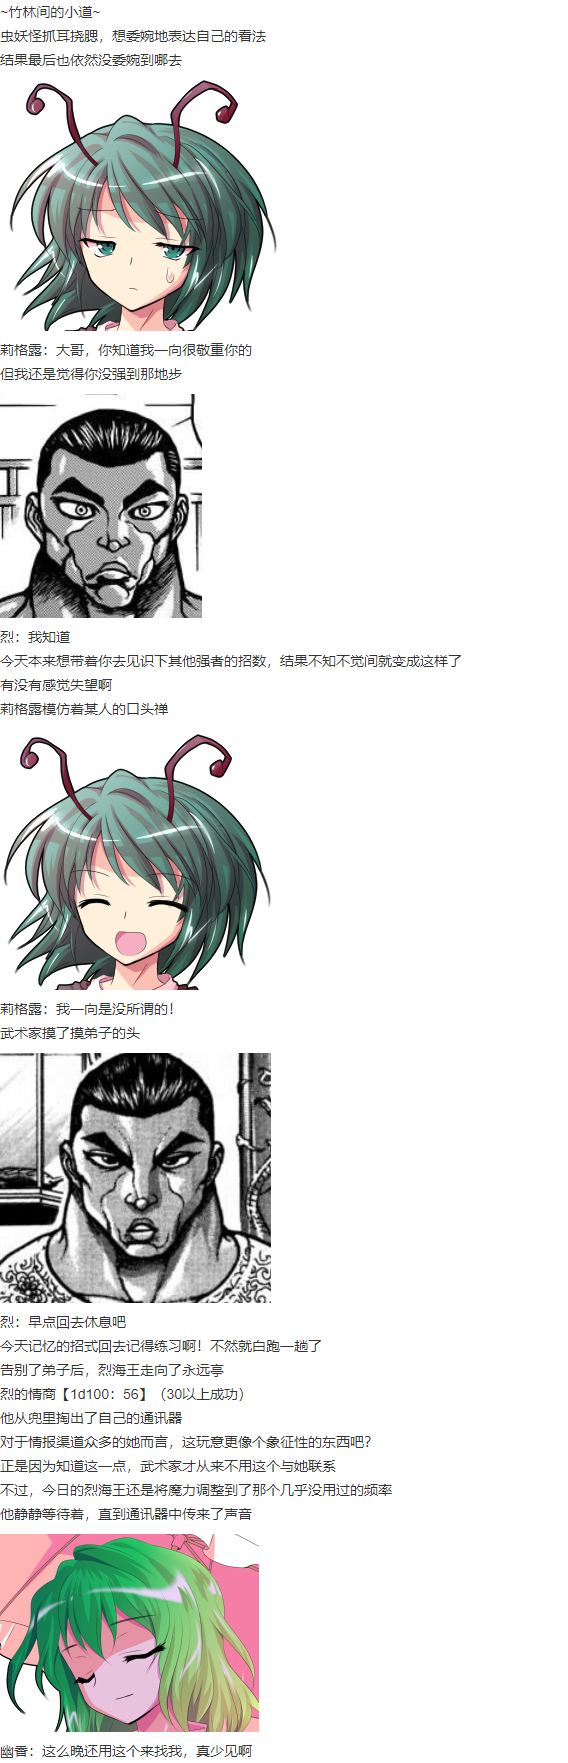 ~竹林间的小道~
虫妖怪抓耳挠腮，想委婉地表达自己的看法
结果最后也依然没委婉到哪去
莉格露：大哥，你知道我一向很敬重你的
但我还是觉得你没强到那地步
烈：我知道
今天本来想带着你去见识下其他强者的招数，结果不知不觉间就变成这样了
有没有感觉失望啊
莉格露模仿着某人的口头禅
莉格露：我一向是没所谓的！
武术家摸了摸弟子的头
烈：早点回去休息吧
今天记忆的招式回去记得练习啊！不然就白跑一趟了
告别了弟子后，烈海王走向了永远亭
烈的情商【1d100：56】（30以上成功）
他从兜里掏出了自己的通讯器
对于情报渠道众多的她而言，这玩意更像个象征性的东西吧？
正是因为知道这一点，武术家才从来不用这个与她联系
不过，今日的烈海王还是将魔力调整到了那个几乎没用过的频率
他静静等待着，直到通讯器中传来了声音
幽香：这么晚还用这个来找我，真少见啊